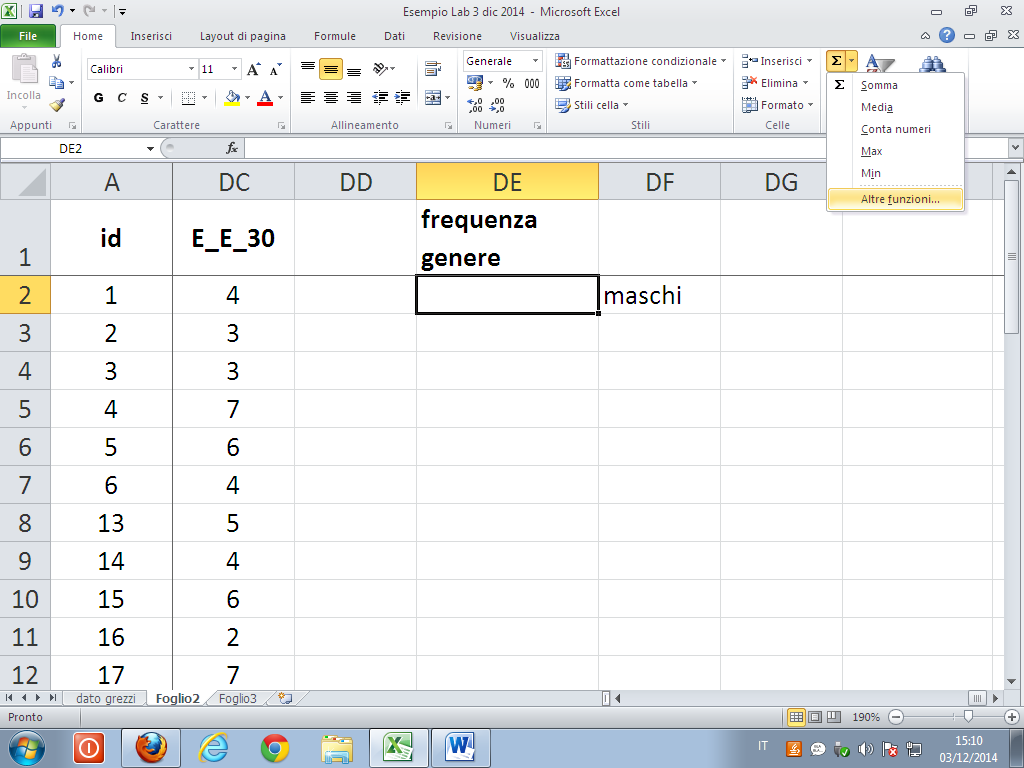 Esempio Lab 3 dic 2014 - Microsoft Excel
File Home Inserisci Layout di pagina Formule Dati Revisione Visualizza
Incolla
Calibri 11
G C S
Generale
% 000
Formattazione condizionale
Formatta come tabella
Stili cella
Inserisci
Elimina
Formato
Σ
Appunti Carattere Allineamento Numeri Stili Celle
Σ Somma
Media
Conta numeri
Max
Min
Altre funzioni...
DE2 fx
A DC DD DE DF DG
1 id E_E_30 frequenza
genere
2 1 4 maschi
3 2 3
4 3 3
5 4 7
6 5 6
7 6 4
8 13 5
9 14 4
10 15 6
11 16 2
12 17 7
dato grezzi Foglio2 Foglio3
Pronto 190%
IT 15:10
03/12/2014